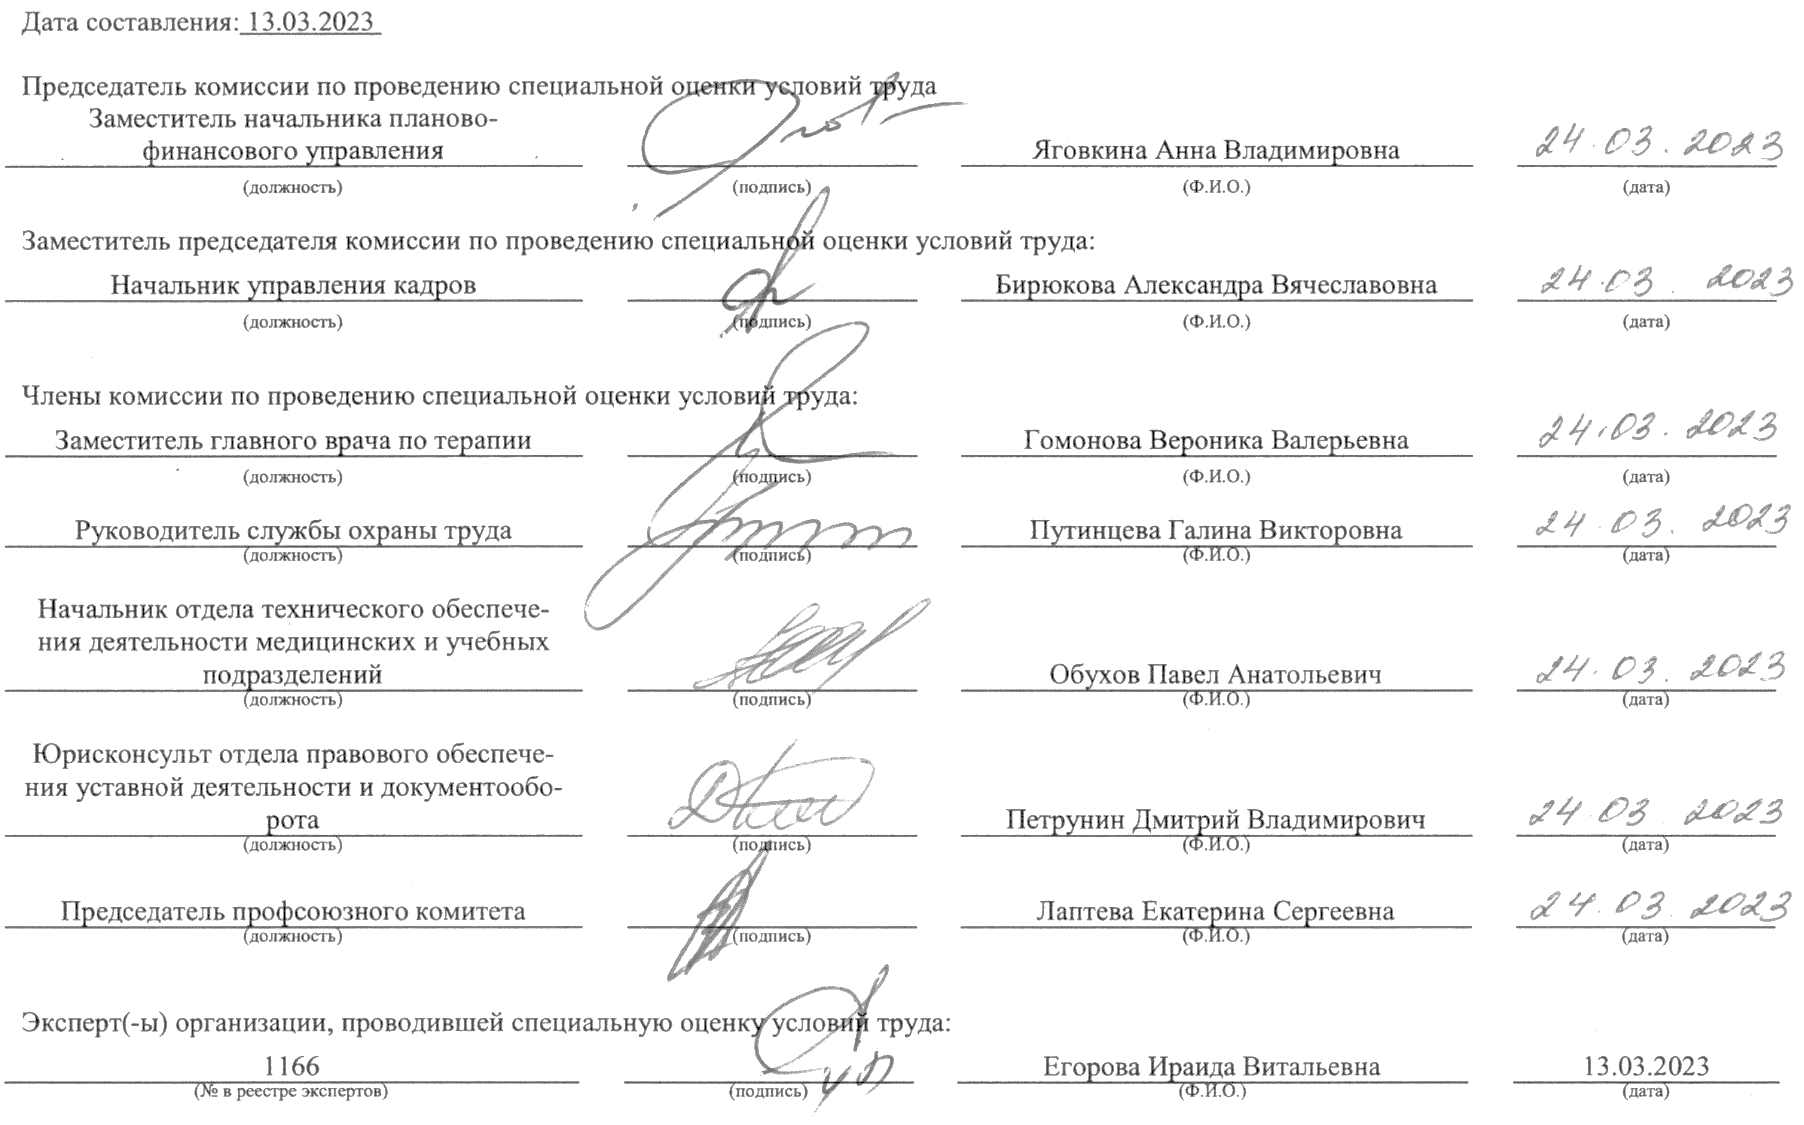 Дата составления: 13.03.2023
Председатель комиссии по проведению специальной оценки условий труда
Заместитель начальника планово-
финансового управления Яговкина Анна Владимировна 24.03.2023
(должность) (подпись) (Ф.И.О.) (дата)
Заместитель председателя комиссии по проведению специальной оценки условий труда:
Начальник управления кадров Бирюкова Александра Вячеславовна 24.03. 2023
(должность) (подпись) (Ф.И.О.) (дата)
Члены комиссии по проведению специальной оценки условий труда:
Заместитель главного врача по терапии Гомонова Вероника Валерьевна 24.03.2023
(должность) (подпись) (Ф.И.О.) (дата)
Руководитель службы охраны труда Путинцева Галина Викторовна 24.03.2023
(должность) (подпись) (Ф.И.О.) (дата)
Начальник отдела технического обеспече-
ния деятельности медицинских и учебных
подразделений Обухов Павел Анатольевич 24.03.2023
(должность) (подпись) (Ф.И.О.) (дата)
Юрисконсульт отдела правового обеспече-
ния уставной деятельности и документообо-
рота Петрунин Дмитрий Владимирович 24.03 2023
(должность) (подпись) (Ф.И.О.) (дата)
Председатель профсоюзного комитета Лаптева Екатерина Сергеевна 24.03.2023
(должность) (подпись) (Ф.И.О.) (дата)
Эксперт(-ы) организации, проводившей специальную оценку условий труда:
1166 Егорова Ираида Витальевна 13.03.2023
(№ в реестре экспертов) (подпись) (Ф.И.О.) (дата)